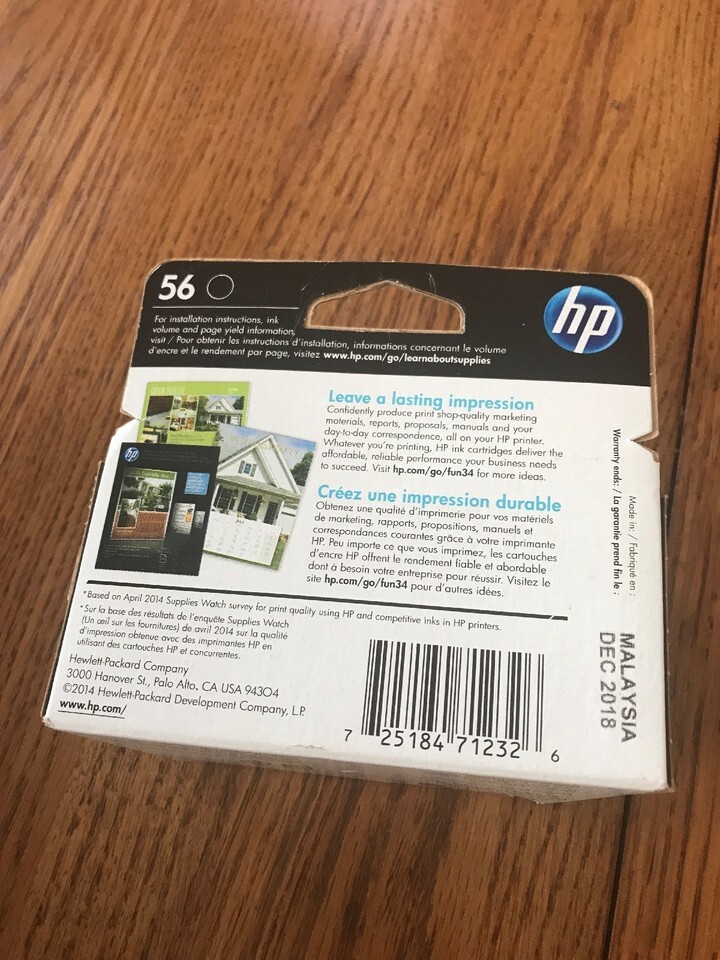 56
hp
For installation instructions, ink
volume and page yield information,
visit / Pour obtenir les instructions d'installation, informations concernant le volume
d'encre et le rendement par page, visitez www.hp.com/go/learnaboutsupplies
Leave a lasting impression
Confidently produce print shop-quality marketing
materials, reports, proposals, manuals and your
day-to-day correspondence, all on your HP printer.
Whatever you're printing, HP ink cartridges deliver the
affordable, reliable performance your business needs
to succeed. Visit hp.com/go/fun34 for more ideas.
Créez une impression durable
Obtenez une qualité d'imprimerie pour vos matériels
de marketing, rapports, propositions, manuels et
correspondances courantes grâce à votre imprimante
HP. Peu importe ce que vous imprimez, les cartouches
d'encre HP offrent le rendement fiable et abordable
dont à besoin votre entreprise pour réussir. Visitez le
site hp.com/go/fun34 pour d'autres idées.
*Based on April 2014 Supplies Watch survey for print quality using HP and competitive inks in HP printers.
*Sur la base des résultats de l'enquête Supplies Watch
(Un œil sur les fournitures) de avril 2014 sur la qualité
d'impression obtenue avec des imprimantes HP en
utilisant des cartouches HP et concurrentes.
Hewlett-Packard Company
3000 Hanover St., Palo Alto, CA USA 94304
©2014 Hewlett-Packard Development Company, L.P.
www.hp.com/
7 25184 71232 6
Made in: / Fabriqué en :
MALAYSIA
Warranty ends: / La garantie prend fin le :
DEC 2018
hp